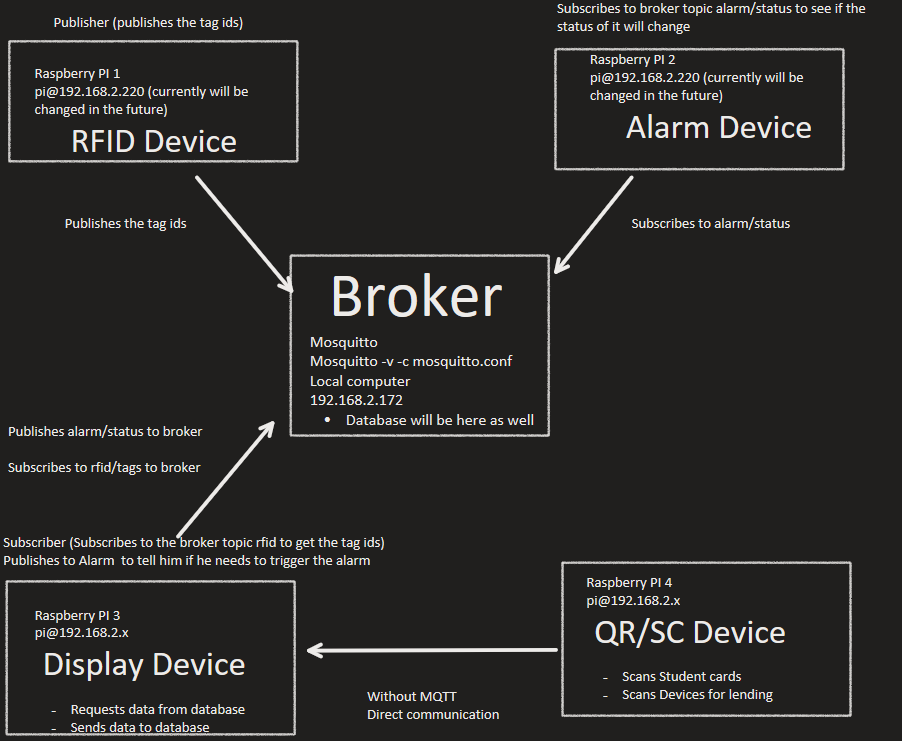 Publisher (publishes the tag ids)
Raspberry PI 1
pi@192.168.2.220 (currently will be
changed in the future)
RFID Device
Subscribes to broker topic alarm/status to see if the
status of it will change
Raspberry PI 2
pi@192.168.2.220 (currently will be
changed in the future)
Alarm Device
Publishes the tag ids
Subscribes to alarm/status
Broker
Mosquitto
Mosquitto -v -c mosquitto.conf
Local computer
192.168.2.172
• Database will be here as well
Publishes alarm/status to broker
Subscribes to rfid/tags to broker
Subscriber (Subscribes to the broker topic rfid to get the tag ids)
Publishes to Alarm to tell him if he needs to trigger the alarm
Raspberry PI 3
pi@192.168.2.x
Display Device
- Requests data from database
- Sends data to database
Without MQTT
Direct communication
Raspberry PI 4
pi@192.168.2.x
QR/SC Device
- Scans Student cards
- Scans Devices for lending